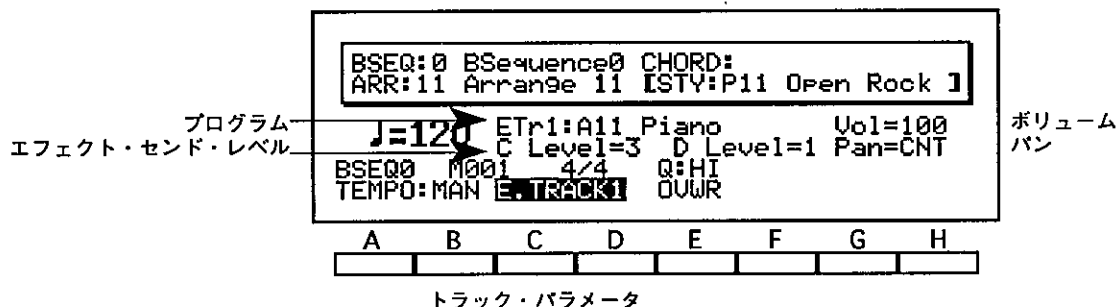 BSEQ:0 BSequence0 CHORD:
ARR:11 Arrange 11 [STY:P11 Open Rock ]
プログラム
エフェクト・センド・レベル
♩=120 ETr1:A11 Piano Vol=100
C Level=3 D Level=1 Pan=CNT
ボリューム
パン
BSEQ0 M001 4/4 Q:HI
TEMPO:MAN E.TRACK1 OVWR
A B C D E F G H
トラック・パラメータ